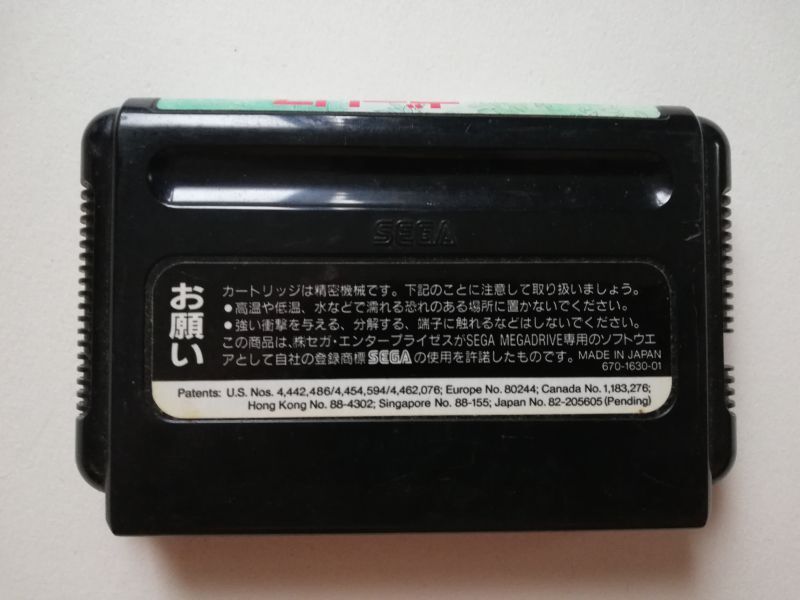 SEGA
お願い
カートリッジは精密機械です。下記のことに注意して取り扱いましょう。
●高温や低温、水などで濡れる恐れのある場所に置かないでください。
●強い衝撃を与える、分解する、端子に触れるなどはしないでください。
この商品は、㈱セガ・エンタープライゼスがSEGA MEGADRIVE専用のソフトウエ
アとして自社の登録商標SEGAの使用を許諾したものです。 MADE IN JAPAN
670-1630-01
Patents: U.S. Nos. 4,442,486/4,454,594/4,462,076; Europe No. 80244; Canada No. 1,183,276;
Hong Kong No. 88-4302; Singapore No. 88-155; Japan No. 82-205605 (Pending)